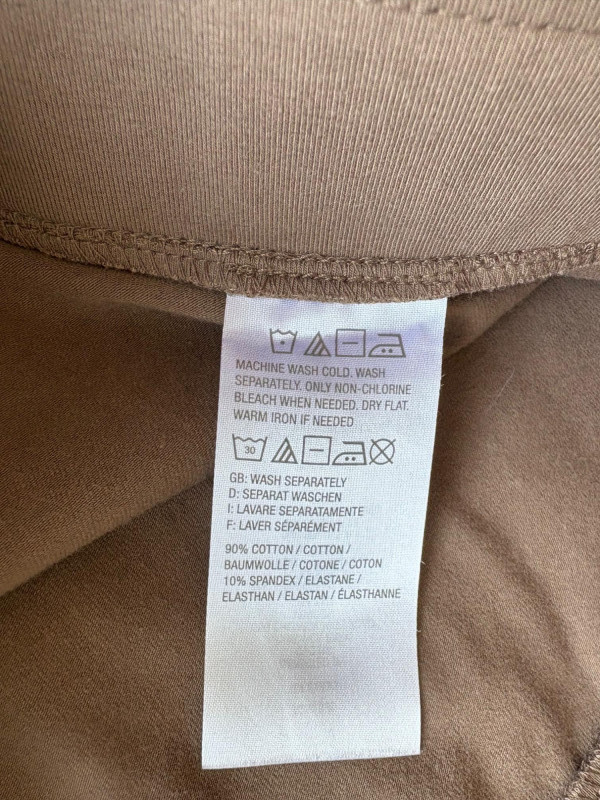 MACHINE WASH COLD. WASH
SEPARATELY. ONLY NON-CHLORINE
BLEACH WHEN NEEDED. DRY FLAT.
WARM IRON IF NEEDED
30
GB: WASH SEPARATELY
D: SEPARAT WASCHEN
I: LAVARE SEPARATAMENTE
F: LAVER SÉPARÉMENT
90% COTTON / COTTON /
BAUMWOLLE / COTONE / COTON
10% SPANDEX / ELASTANE /
ELASTHAN / ELASTAN / ÉLASTHANNE